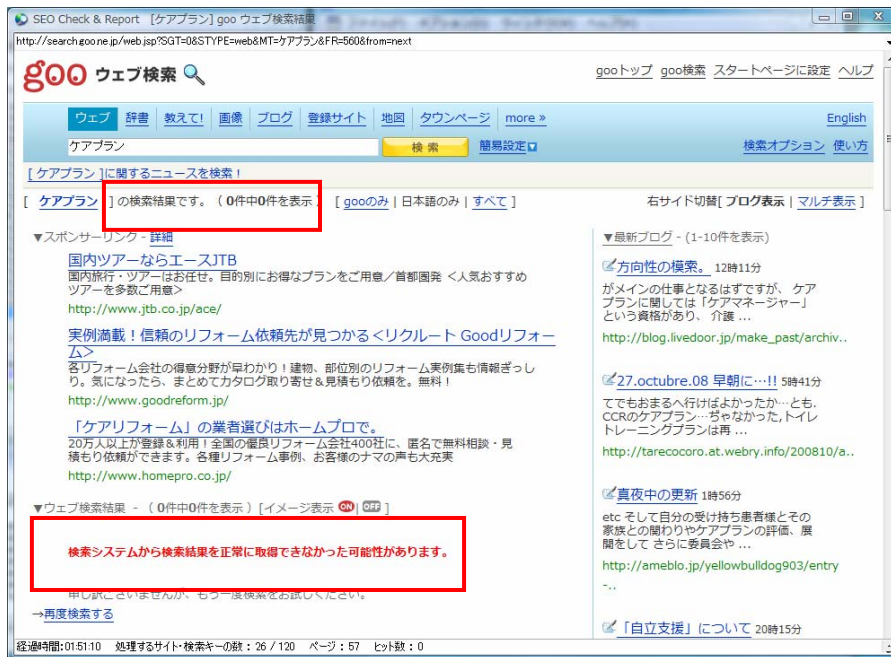 SEO Check & Report [ケアプラン] goo ウェブ検索結果
http://search.goo.ne.jp/web.jsp?SGT=0&STYPE=web&MT=ケアプラン&FR=560&from=next
goo ウェブ検索
gooトップ goo検索 スタートページに設定 ヘルプ
ウェブ 辞書 教えて! 画像 ブログ 登録サイト 地図 タウンページ more » English
ケアプラン 検索 簡易設定 検索オプション 使い方
[ ケアプラン ]に関するニュースを検索!
[ ケアプラン ] の検索結果です。( 0件中0件を表示 ) [ gooのみ | 日本語のみ | すべて ] 右サイド切替[ ブログ表示 | マルチ表示 ]
▼スポンサーリンク - 詳細
国内ツアーならエースJTB
国内旅行・ツアーはお任せ。目的別にお得なプランをご用意/首都圏発 <人気おすすめ
ツアーを多数ご用意>
http://www.jtb.co.jp/ace/
実例満載!信頼のリフォーム依頼先が見つかる<リクルート Goodリフォー
ム>
各リフォーム会社の得意分野が早わかり!建物、部位別のリフォーム実例集も情報ぎっし
り。気になったら、まとめてカタログ取り寄せ&見積もり依頼を。無料!
http://www.goodreform.jp/
「ケアリフォーム」の業者選びはホームプロで。
20万人以上が登録&利用!全国の優良リフォーム会社400社に、匿名で無料相談・見
積もり依頼ができます。各種リフォーム事例、お客様のナマの声も大充実
http://www.homepro.co.jp/
▼ウェブ検索結果 - ( 0件中0件を表示 ) [イメージ表示 ON | OFF ]
検索システムから検索結果を正常に取得できなかった可能性があります。
申し訳ございませんが、もう一度検索をお試しください。
→再度検索する
▼最新ブログ - (1-10件を表示)
方向性の模索。 12時11分
がメインの仕事となるはずですが、 ケア
プランに関しては「ケアマネージャー」
という資格があり、 介護 ...
http://blog.livedoor.jp/make_past/archiv..
27.octubre.08 早朝に…!! 5時41分
てでもおまるへ行けばよかったか…とも.
CCRのケアプラン…ぢゃなかった,トイレ
トレーニングプランは再 ...
http://tarecocoro.at.webry.info/200810/a..
真夜中の更新 1時56分
etc そして自分の受け持ち患者様とその
家族との関わりやケアプランの評価、展
開をして さらに委員会や ...
http://ameblo.jp/yellowbulldog903/entry
-..
「自立支援」について 20時15分
経過時間:01:51:10 処理するサイト・検索キーの数:26 / 120 ページ:57 ヒット数:0